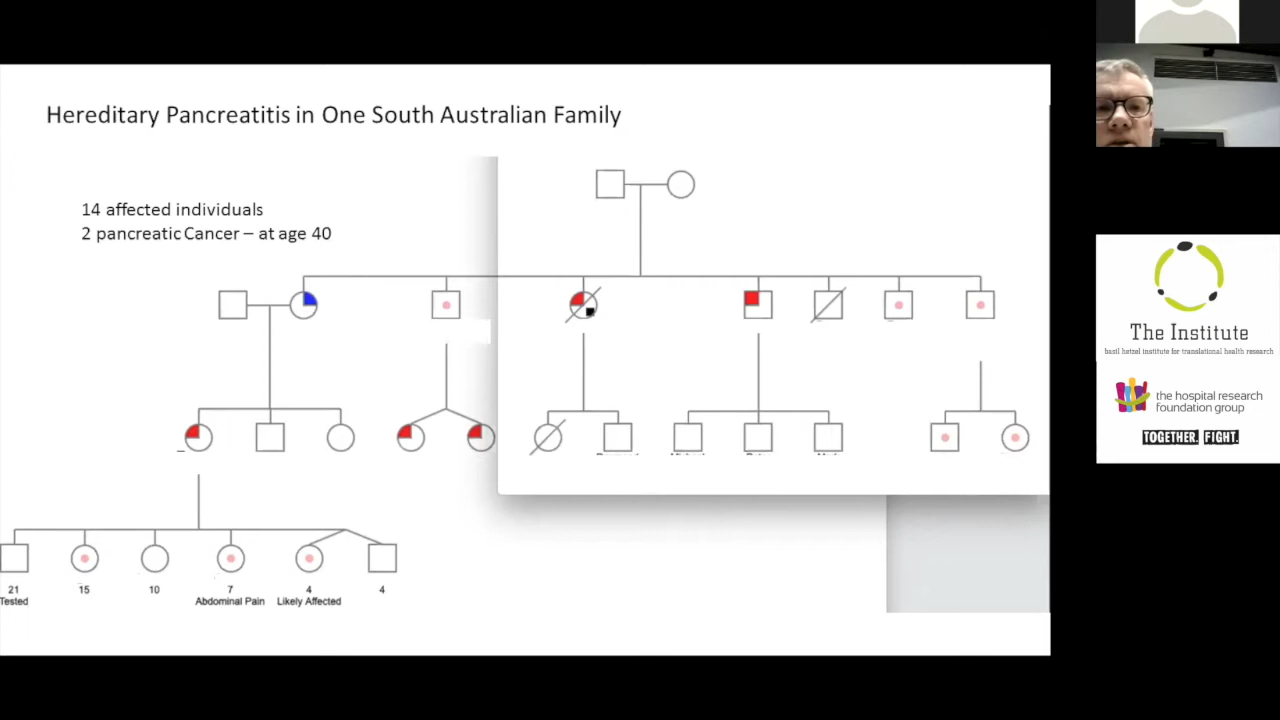 Hereditary Pancreatitis in One South Australian Family
14 affected individuals
2 pancreatic Cancer – at age 40
21
Tested
15
10
7
Abdominal Pain
4
Likely Affected
4
The Institute
basil hetzel institute for translational health research
the hospital research
foundation group
TOGETHER. FIGHT.